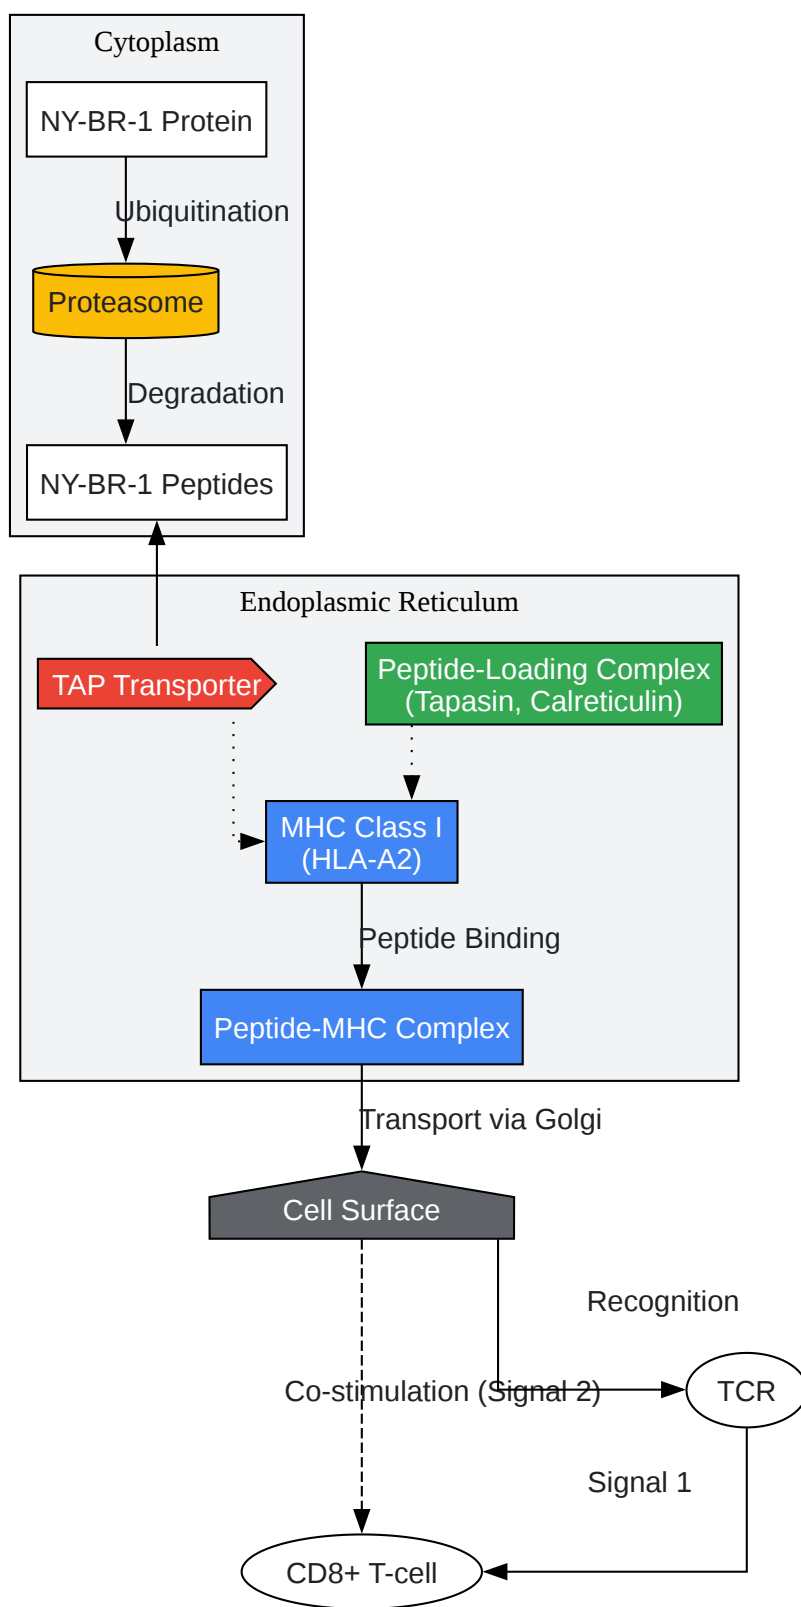 Cytoplasm
NY-BR-1 Protein
Ubiquitination
Proteasome
Degradation
NY-BR-1 Peptides
Endoplasmic Reticulum
TAP Transporter
Peptide-Loading Complex
(Tapasin, Calreticulin)
MHC Class I
(HLA-A2)
Peptide Binding
Peptide-MHC Complex
Transport via Golgi
Cell Surface
Recognition
Co-stimulation (Signal 2)
TCR
Signal 1
CD8+ T-cell